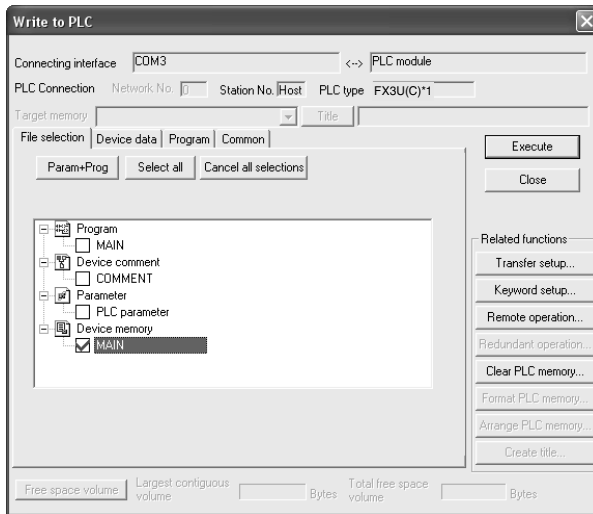 Write to PLC
Connecting interface COM3 <--> PLC module
PLC Connection Network No. 0 Station No. Host PLC type FX3U(C)*1
Target memory Title
File selection Device data Program Common
Execute
Param+Prog Select all Cancel all selections
Close
Program
MAIN
Device comment
COMMENT
Parameter
PLC parameter
Device memory
MAIN
Related functions
Transfer setup...
Keyword setup...
Remote operation...
Redundant operation...
Clear PLC memory...
Format PLC memory...
Arrange PLC memory...
Create title...
Free space volume Largest contiguous volume Bytes Total free space volume Bytes